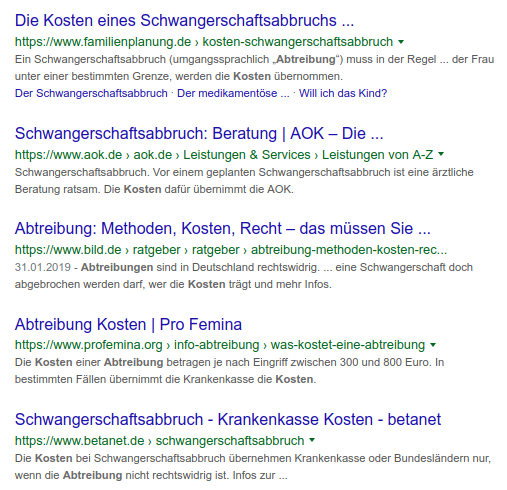 Die Kosten eines Schwangerschaftsabbruchs ...
https://www.familienplanung.de › kosten-schwangerschaftsabbruch
Ein Schwangerschaftsabbruch (umgangssprachlich „Abtreibung“) muss in der Regel ... der Frau
unter einer bestimmten Grenze, werden die Kosten übernommen.
Der Schwangerschaftsabbruch · Der medikamentöse ... · Will ich das Kind?
Schwangerschaftsabbruch: Beratung | AOK – Die ...
https://www.aok.de › aok.de › Leistungen & Services › Leistungen von A-Z
Schwangerschaftsabbruch. Vor einem geplanten Schwangerschaftsabbruch ist eine ärztliche
Beratung ratsam. Die Kosten dafür übernimmt die AOK.
Abtreibung: Methoden, Kosten, Recht – das müssen Sie ...
https://www.bild.de › ratgeber › ratgeber › abtreibung-methoden-kosten-rec...
31.01.2019 - Abtreibungen sind in Deutschland rechtswidrig. ... eine Schwangerschaft doch
abgebrochen werden darf, wer die Kosten trägt und mehr Infos.
Abtreibung Kosten | Pro Femina
https://www.profemina.org › info-abtreibung › was-kostet-eine-abtreibung
Die Kosten einer Abtreibung betragen je nach Eingriff zwischen 300 und 800 Euro. In
bestimmten Fällen übernimmt die Krankenkasse die Kosten.
Schwangerschaftsabbruch - Krankenkasse Kosten - betanet
https://www.betanet.de › schwangerschaftsabbruch
Die Kosten bei Schwangerschaftsabbruch übernehmen Krankenkasse oder Bundesländern nur,
wenn die Abtreibung nicht rechtswidrig ist. Infos zur ...